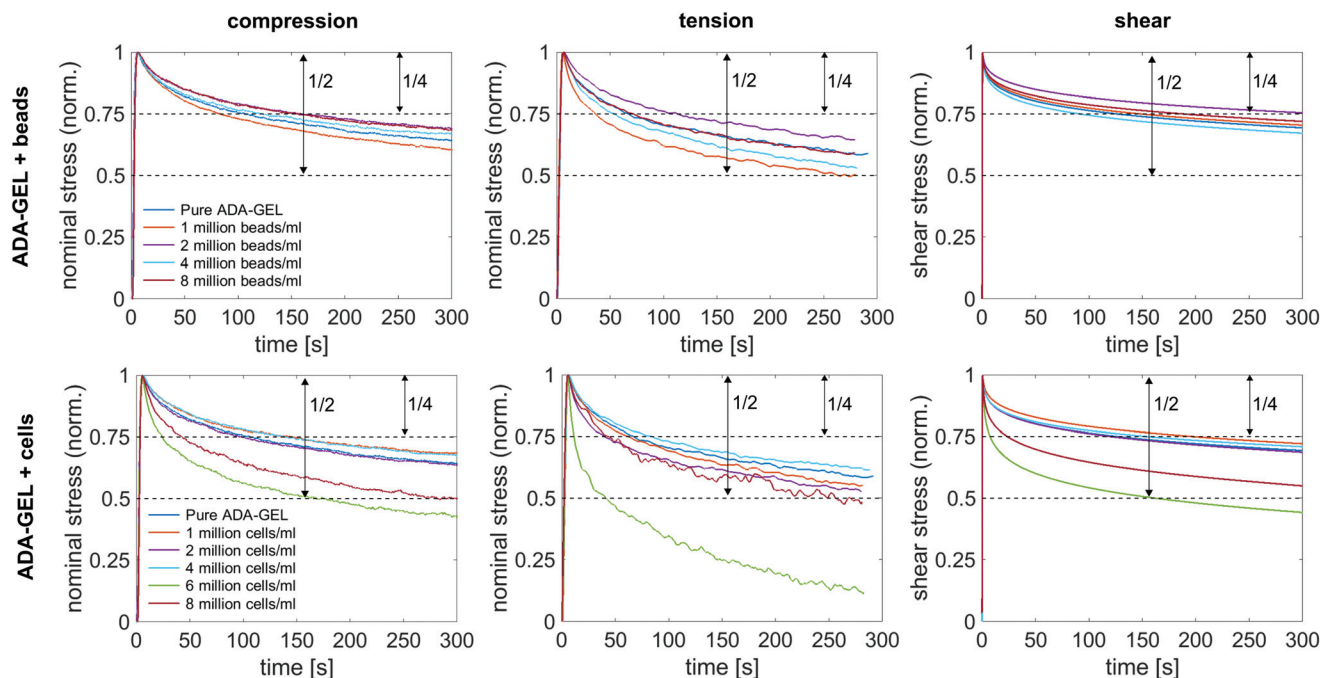 compression
tension
shear
ADA-GEL + beads
nominal stress (norm.)
1
0.75
0.5
0.25
0
1/2
1/4
Pure ADA-GEL
1 million beads/ml
2 million beads/ml
4 million beads/ml
8 million beads/ml
0 50 100 150 200 250 300
time [s]
nominal stress (norm.)
1
0.75
0.5
0.25
0
1/2
1/4
0 50 100 150 200 250 300
time [s]
shear stress (norm.)
1
0.75
0.5
0.25
0
1/2
1/4
0 50 100 150 200 250 300
time [s]
ADA-GEL + cells
nominal stress (norm.)
1
0.75
0.5
0.25
0
1/2
1/4
Pure ADA-GEL
1 million cells/ml
2 million cells/ml
4 million cells/ml
6 million cells/ml
8 million cells/ml
0 50 100 150 200 250 300
time [s]
nominal stress (norm.)
1
0.75
0.5
0.25
0
1/2
1/4
0 50 100 150 200 250 300
time [s]
shear stress (norm.)
1
0.75
0.5
0.25
0
1/2
1/4
0 50 100 150 200 250 300
time [s]